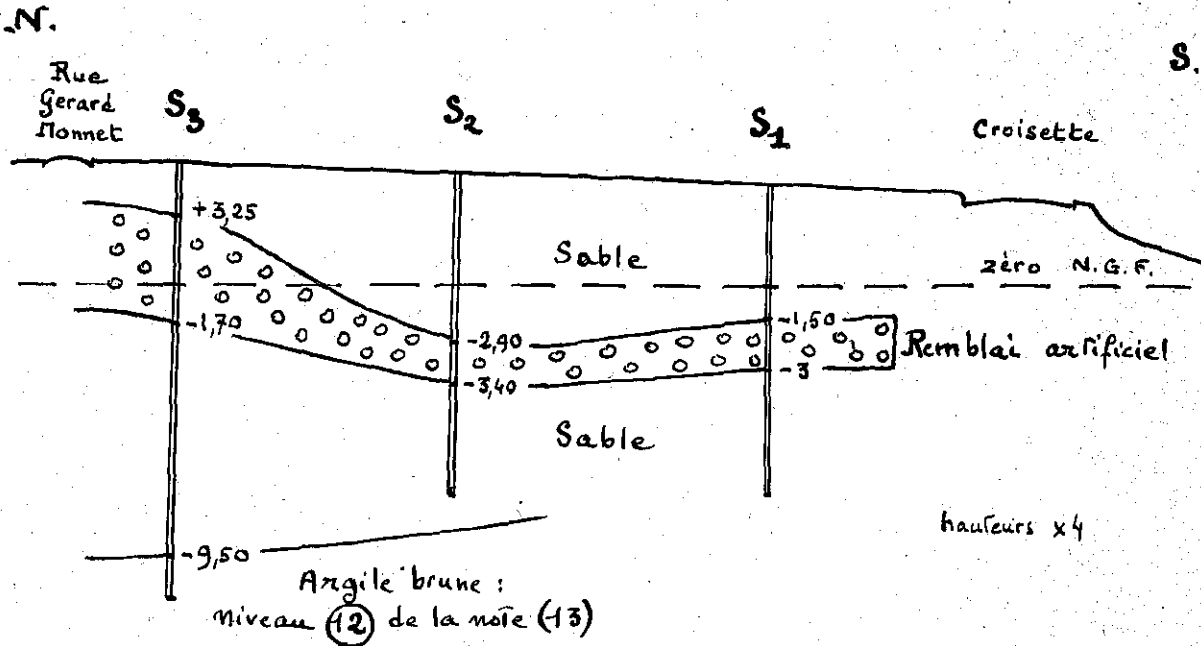 N.
S.
Rue
Gerard
Monnet
S3
S2
S1
Croisette
+3,25
Sable
zéro N.G.F.
-1,70
-2,90
-1,50
Remblai artificiel
-3,40
-3
Sable
hauteurs x4
-9,50
Argile brune :
niveau (12) de la note (13)